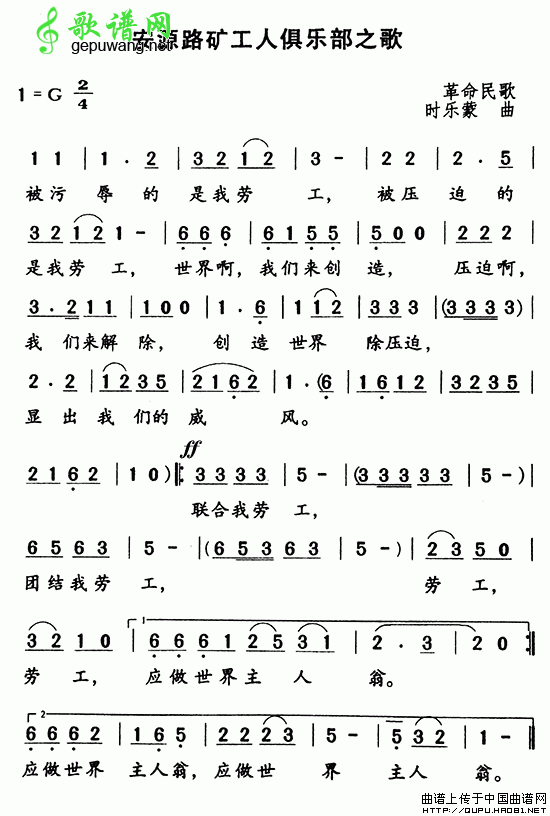 歌谱网
gepuwang.net
安源路矿工人俱乐部之歌
1 = G 2/4
革命民歌
时乐蒙 曲
1 1 | 1 · 2 | 3 2 1 2 | 3 - | 2 2 | 2 · 5 |
被污 辱的 是我劳 工, 被压 迫的
3 2 1 2 1 - | 6 6 6 | 6 1 5 5 | 5 0 0 | 2 2 2 |
是我劳 工, 世界啊, 我们来创 造, 压迫啊,
3 · 2 1 1 | 1 0 0 | 1 · 6 | 1 1 2 | 3 3 3 | (3 3 3 3) |
我 们来解 除, 创 造 世界 除压迫,
2 · 2 | 1 2 3 5 | 2 1 6 2 | 1 · (6 | 1 6 1 2 | 3 5 2 3 |
显 出 我 们的 威 风。
ff
2 1 6 2 | 1 0) |: 3 3 3 3 | 5 - | (3 3 3 3 3 | 5 - ) |
联合我劳 工,
6 5 6 3 | 5 - | (6 5 3 6 3 | 5 - ) | 2 3 5 0 |
团结我劳 工, 劳 工,
3 2 1 0 | 6 6 6 1 2 5 3 1 | 2 · 3 | 2 0 :|
1
劳 工, 应做世界主 人 翁。
2
6 6 6 2 | 1 6 5 | 2 2 2 3 | 1 2 | 5 2 3 | 1 - |
应做世 界 主人翁, 应做世 界 主 人 翁。
曲谱上传于中国曲谱网
HTTP://QUPU.HAO81.NET